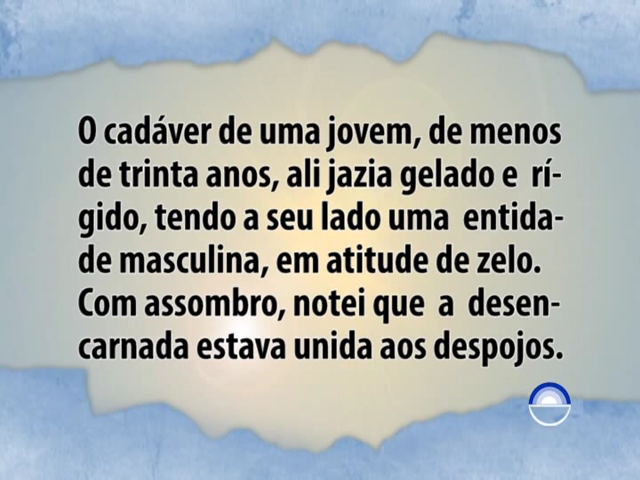 O cadáver de uma jovem, de menos
de trinta anos, ali jazia gelado e rí-
gido, tendo a seu lado uma entida-
de masculina, em atitude de zelo.
Com assombro, notei que a desen-
carnada estava unida aos despojos.